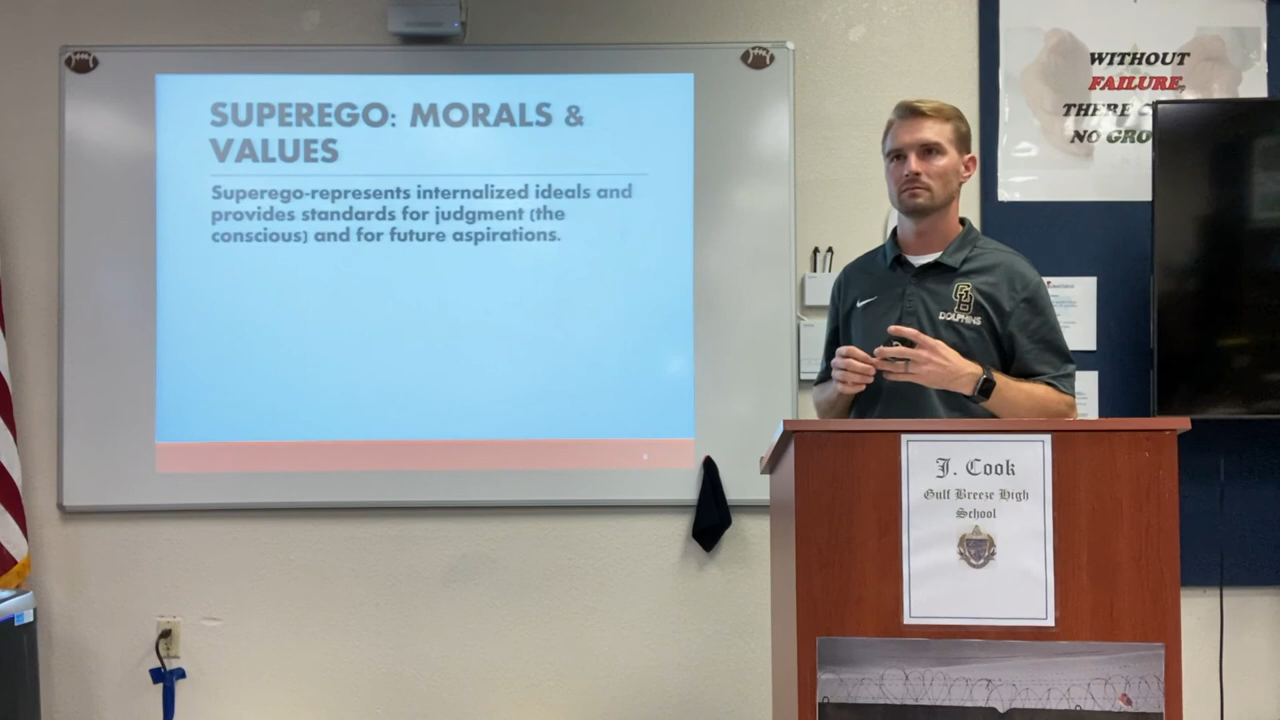 SUPEREGO: MORALS &
VALUES
Superego-represents internalized ideals and
provides standards for judgment (the
conscious) and for future aspirations.
WITHOUT
FAILURE,
THERE
NO
GB
DOLPHINS
J. Cook
Gulf Breeze High
School